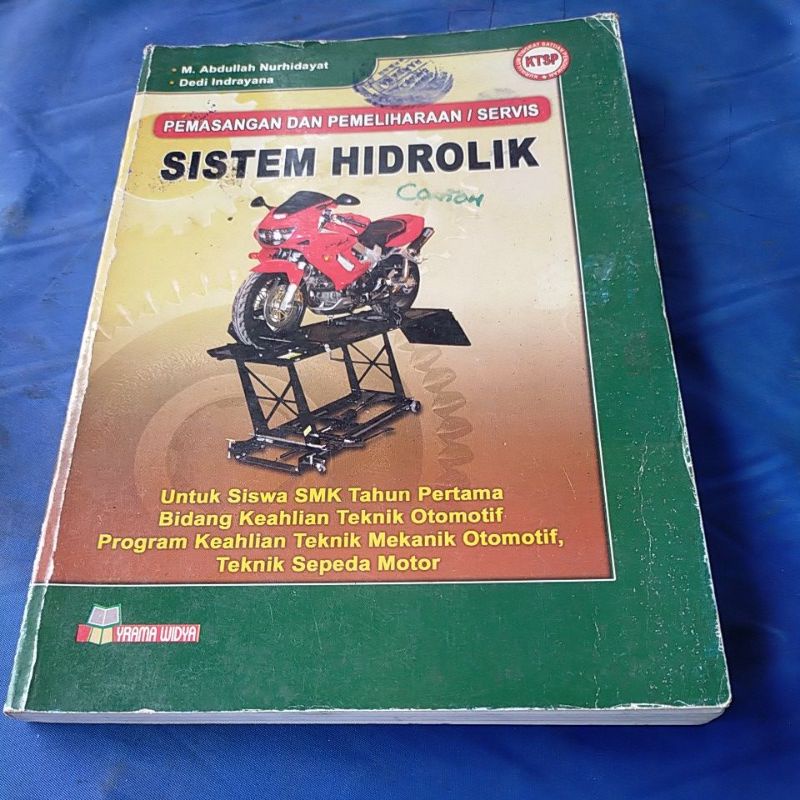 • M. Abdullah Nurhidayat
• Dedi Indrayana
KTSP
PEMASANGAN DAN PEMELIHARAAN / SERVIS
SISTEM HIDROLIK
Contoh
Untuk Siswa SMK Tahun Pertama
Bidang Keahlian Teknik Otomotif
Program Keahlian Teknik Mekanik Otomotif,
Teknik Sepeda Motor
YRAMA WIDYA